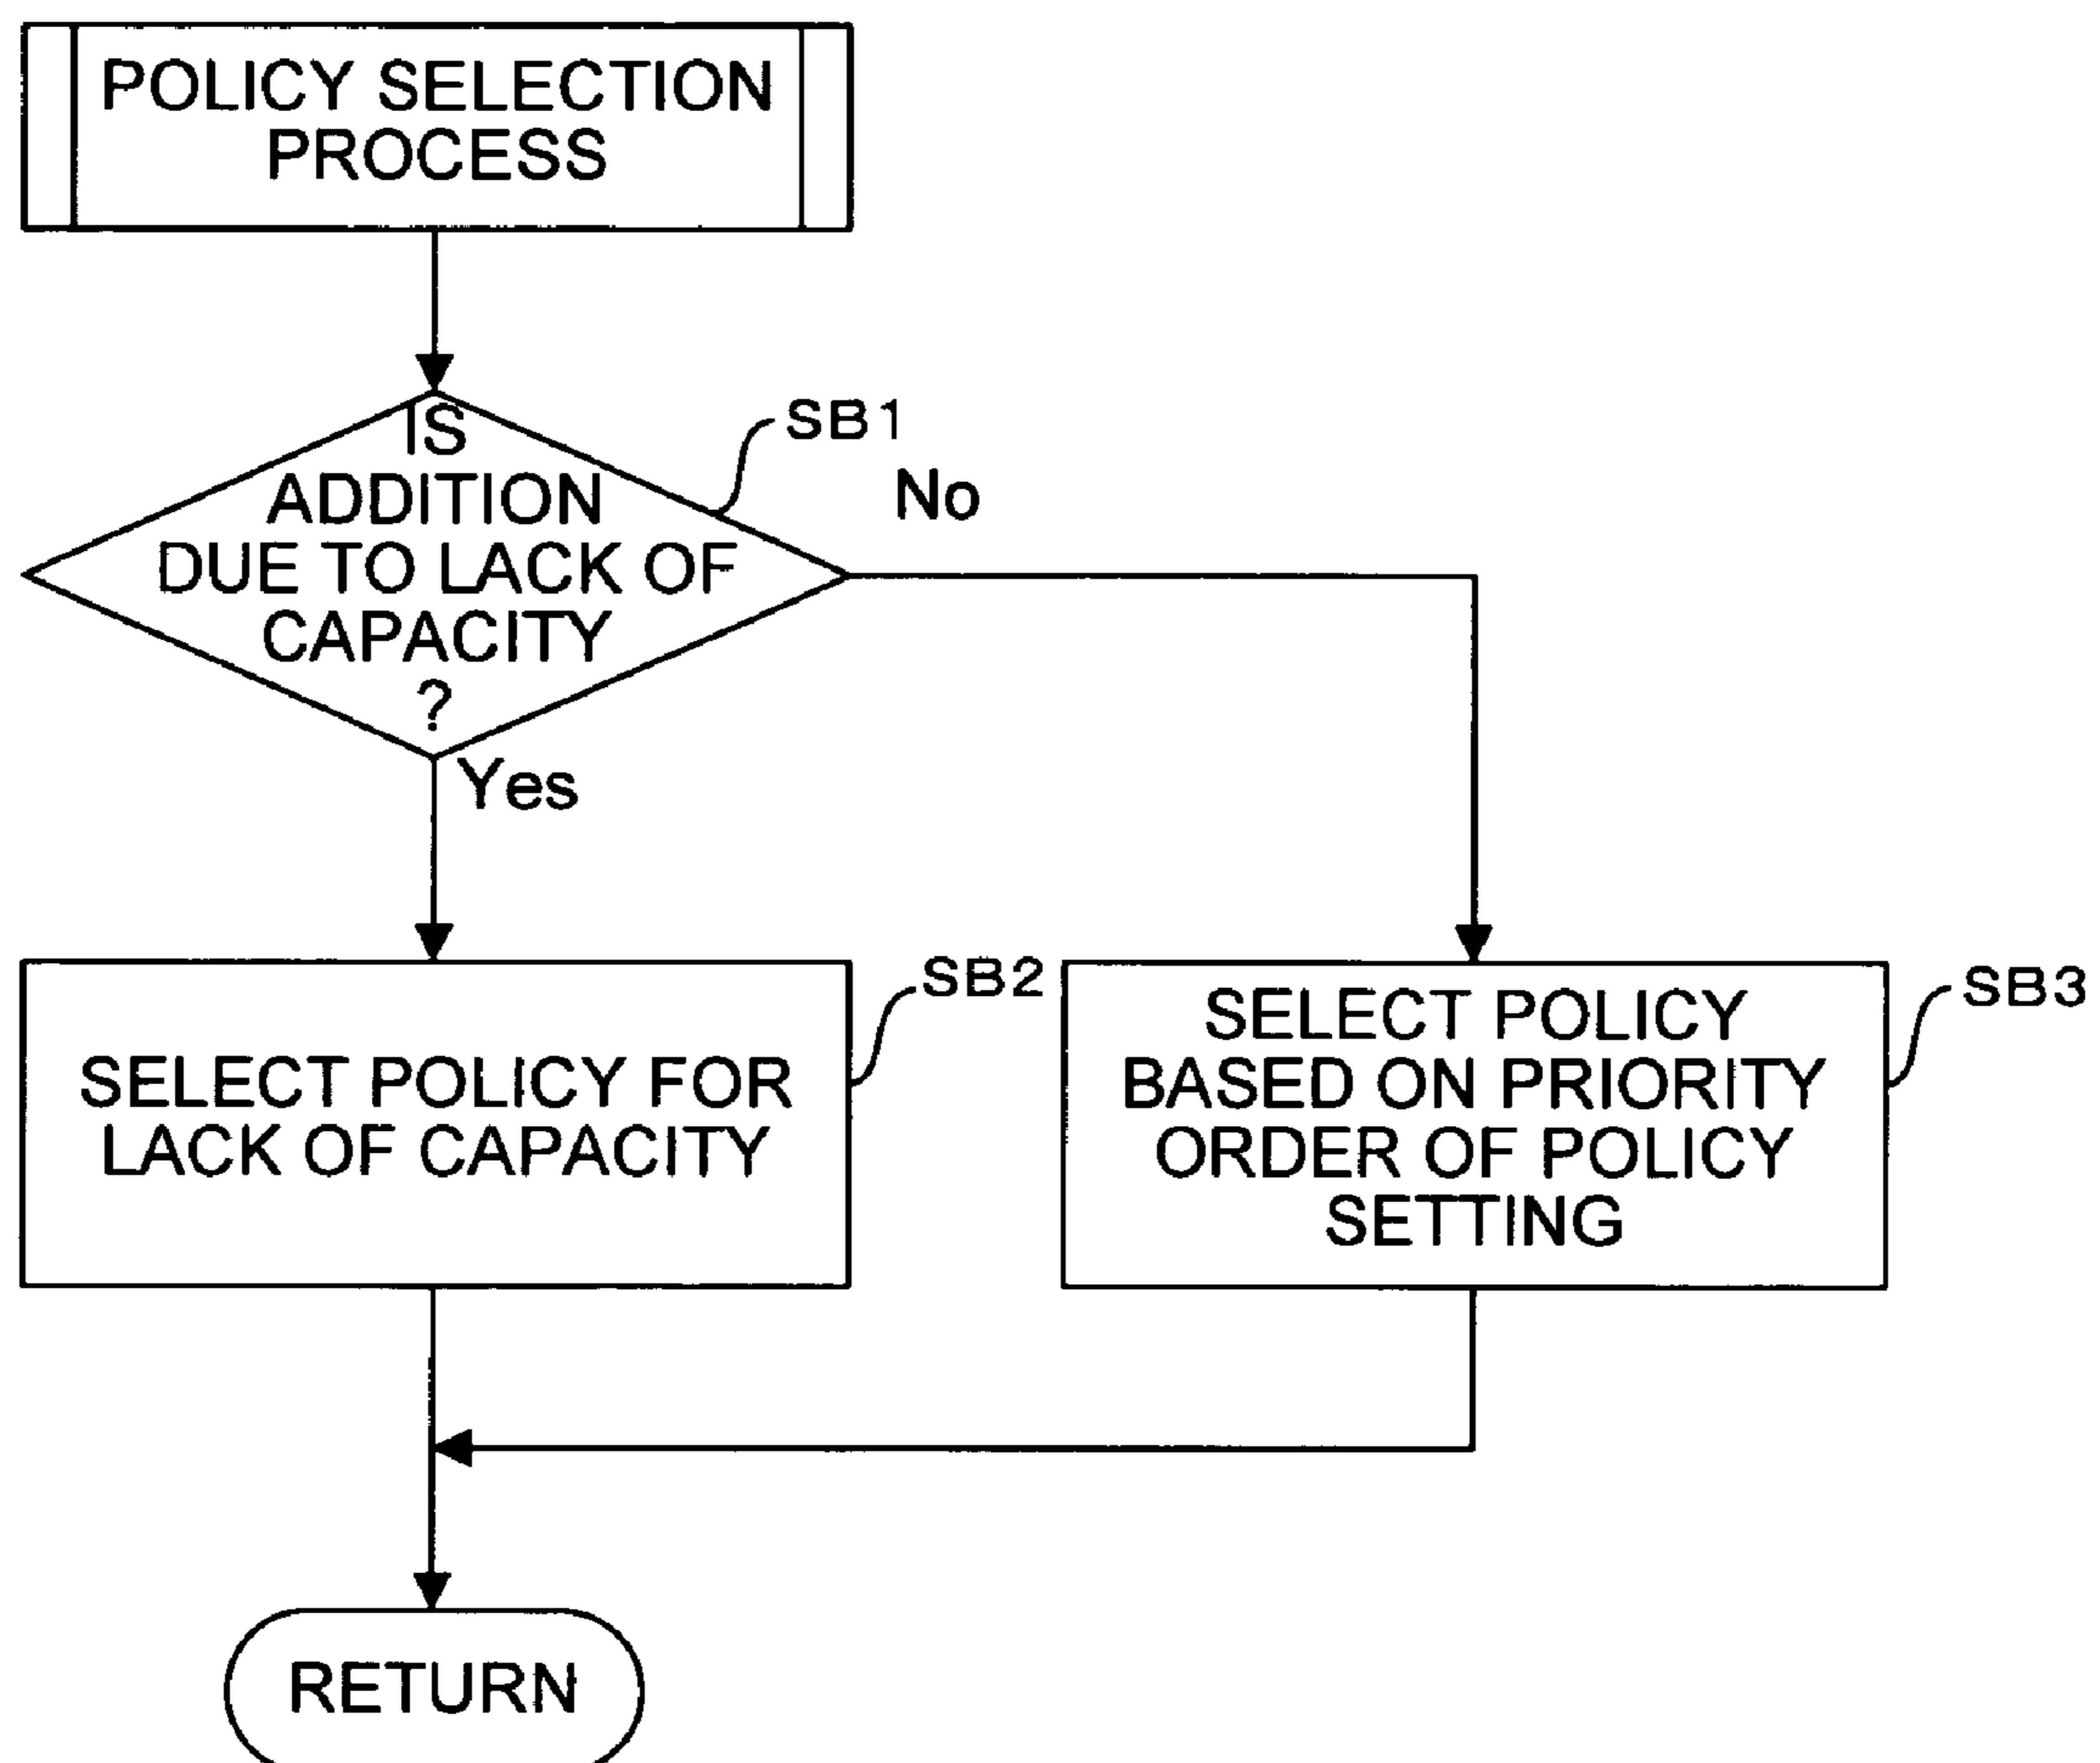 POLICY SELECTION
PROCESS
IS
ADDITION
DUE TO LACK OF
CAPACITY
?
SB1
No
Yes
SELECT POLICY FOR
LACK OF CAPACITY
SB2
SELECT POLICY
BASED ON PRIORITY
ORDER OF POLICY
SETTING
SB3
RETURN